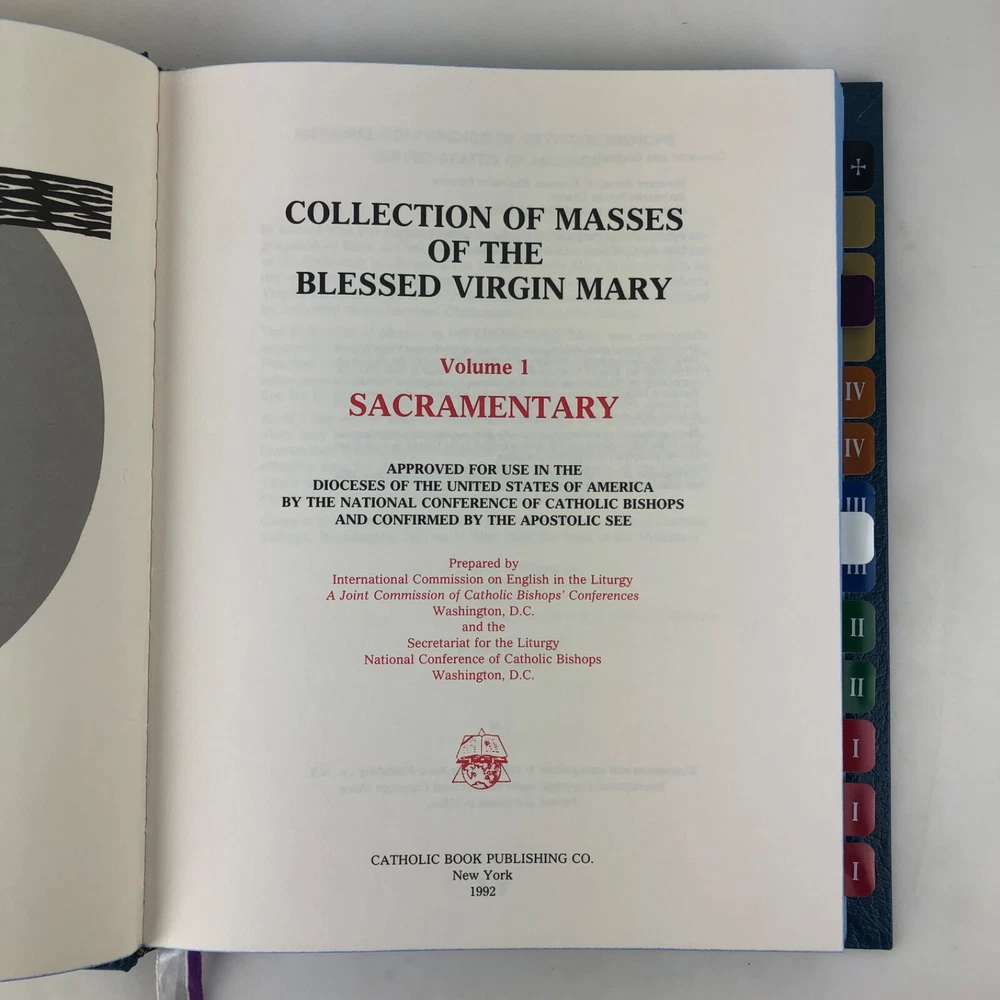 COLLECTION OF MASSES
OF THE
BLESSED VIRGIN MARY
Volume 1
SACRAMENTARY
APPROVED FOR USE IN THE
DIOCESES OF THE UNITED STATES OF AMERICA
BY THE NATIONAL CONFERENCE OF CATHOLIC BISHOPS
AND CONFIRMED BY THE APOSTOLIC SEE
Prepared by
International Commission on English in the Liturgy
A Joint Commission of Catholic Bishops' Conferences
Washington, D.C.
and the
Secretariat for the Liturgy
National Conference of Catholic Bishops
Washington, D.C.
CATHOLIC BOOK PUBLISHING CO.
New York
1992
IV
IV
III
III
II
II
I
I
I